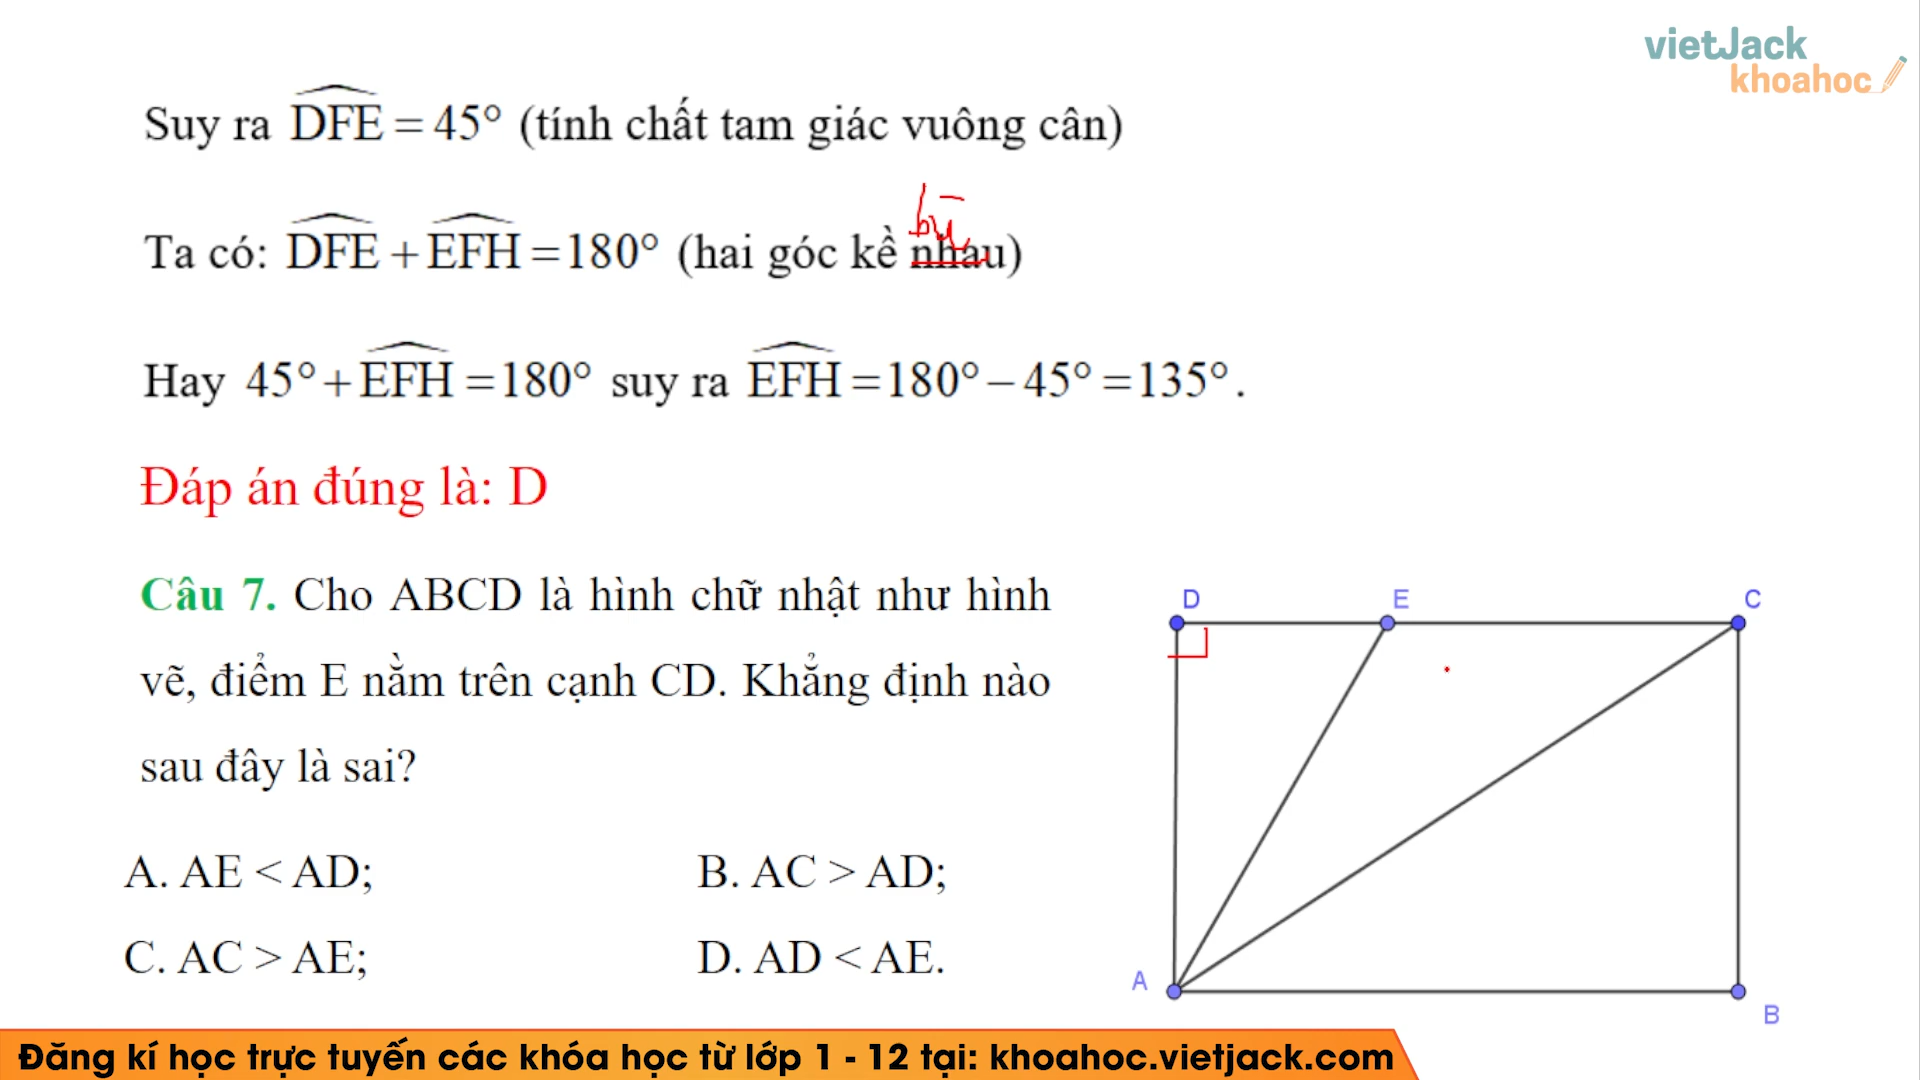 vietJack
khoahoc
Suy ra DFE = 45° (tính chất tam giác vuông cân)
bù
Ta có: DFE + EFH = 180° (hai góc kề nhau)
Hay 45° + EFH = 180° suy ra EFH = 180° – 45° = 135°.
Đáp án đúng là: D
Câu 7. Cho ABCD là hình chữ nhật như hình
vẽ, điểm E nằm trên cạnh CD. Khẳng định nào
sau đây là sai?
A. AE < AD; B. AC > AD;
C. AC > AE; D. AD < AE.
D E C
A
B
Đăng kí học trực tuyến các khóa học từ lớp 1 - 12 tại: khoahoc.vietjack.com